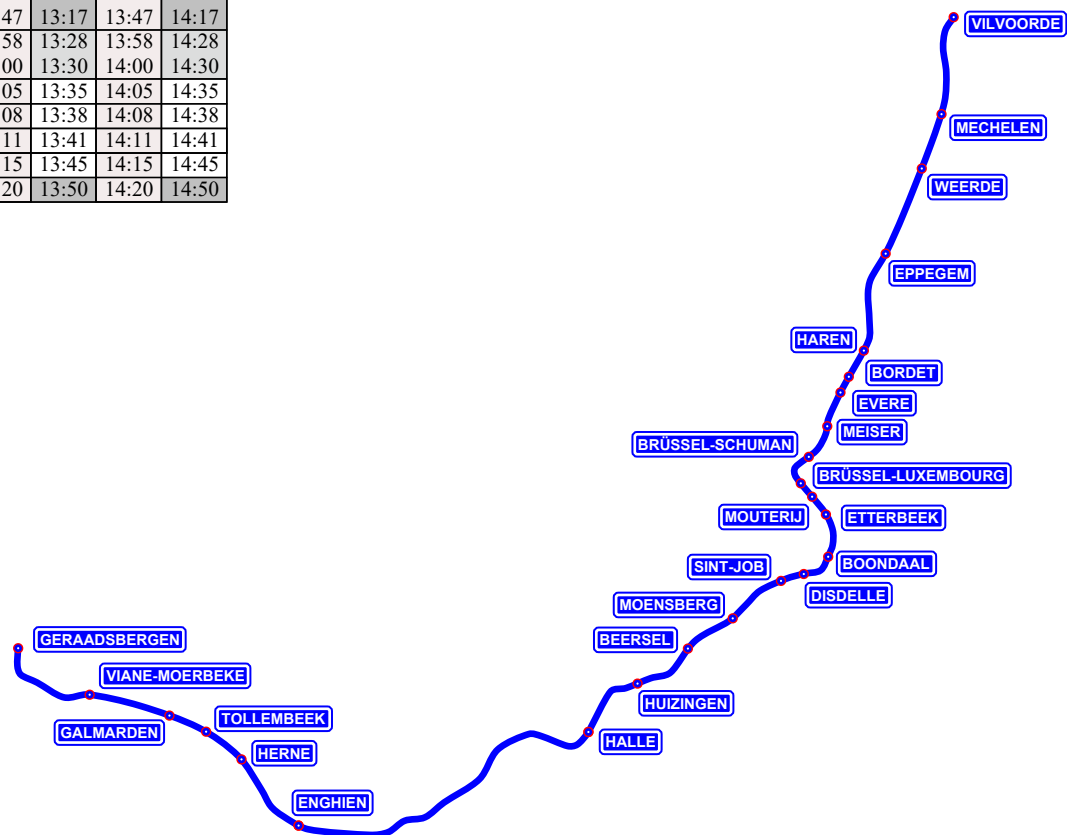 47 13:17 13:47 14:17
58 13:28 13:58 14:28
00 13:30 14:00 14:30
05 13:35 14:05 14:35
08 13:38 14:08 14:38
11 13:41 14:11 14:41
15 13:45 14:15 14:45
20 13:50 14:20 14:50
VILVOORDE
MECHELEN
WEERDE
EPPEGEM
HAREN
BORDET
EVERE
MEISER
BRÜSSEL-SCHUMAN
BRÜSSEL-LUXEMBOURG
MOUTERIJ
ETTERBEEK
BOONDAAL
SINT-JOB
DISDELLE
MOENSBERG
BEERSEL
HUIZINGEN
HALLE
GERAADSBERGEN
VIANE-MOERBEKE
GALMARDEN
TOLLEMBEEK
HERNE
ENGHIEN